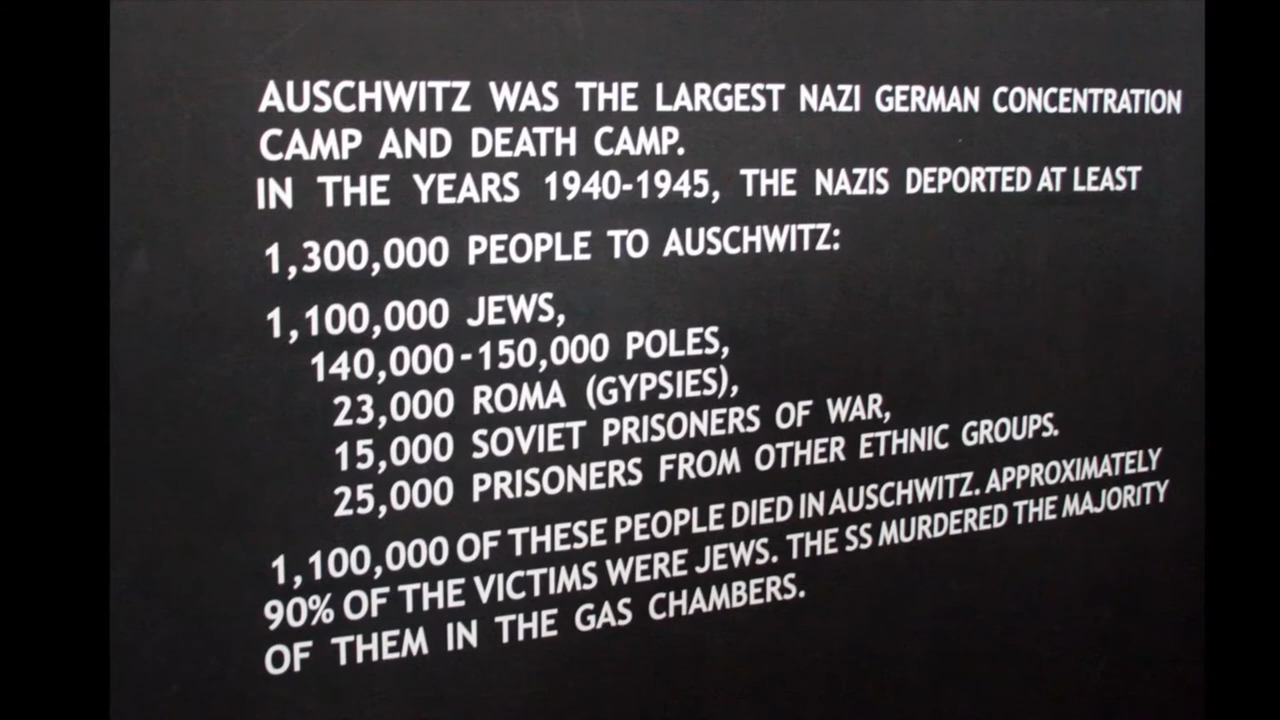 AUSCHWITZ WAS THE LARGEST NAZI GERMAN CONCENTRATION
CAMP AND DEATH CAMP.
IN THE YEARS 1940-1945, THE NAZIS DEPORTED AT LEAST
1,300,000 PEOPLE TO AUSCHWITZ:
1,100,000 JEWS,
140,000-150,000 POLES,
23,000 ROMA (GYPSIES),
15,000 SOVIET PRISONERS OF WAR,
25,000 PRISONERS FROM OTHER ETHNIC GROUPS.
1,100,000 OF THESE PEOPLE DIED IN AUSCHWITZ. APPROXIMATELY
90% OF THE VICTIMS WERE JEWS. THE SS MURDERED THE MAJORITY
OF THEM IN THE GAS CHAMBERS.